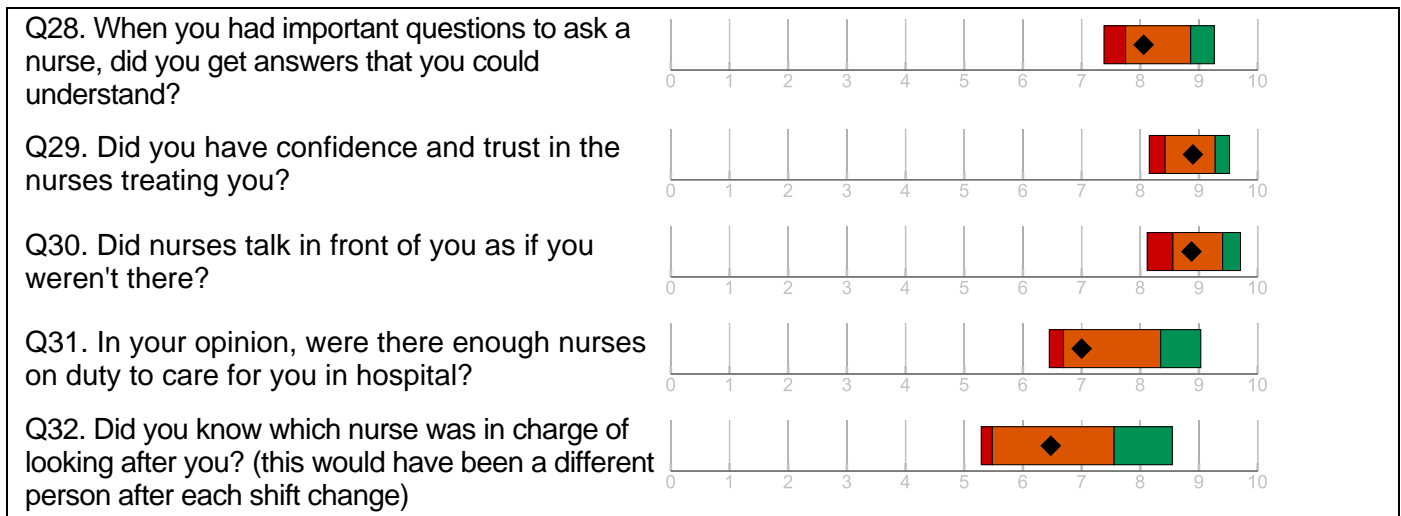 Q28. When you had important questions to ask a
nurse, did you get answers that you could
understand?
0 1 2 3 4 5 6 7 8 9 10
Q29. Did you have confidence and trust in the
nurses treating you?
0 1 2 3 4 5 6 7 8 9 10
Q30. Did nurses talk in front of you as if you
weren't there?
0 1 2 3 4 5 6 7 8 9 10
Q31. In your opinion, were there enough nurses
on duty to care for you in hospital?
0 1 2 3 4 5 6 7 8 9 10
Q32. Did you know which nurse was in charge of
looking after you? (this would have been a different
person after each shift change)
0 1 2 3 4 5 6 7 8 9 10